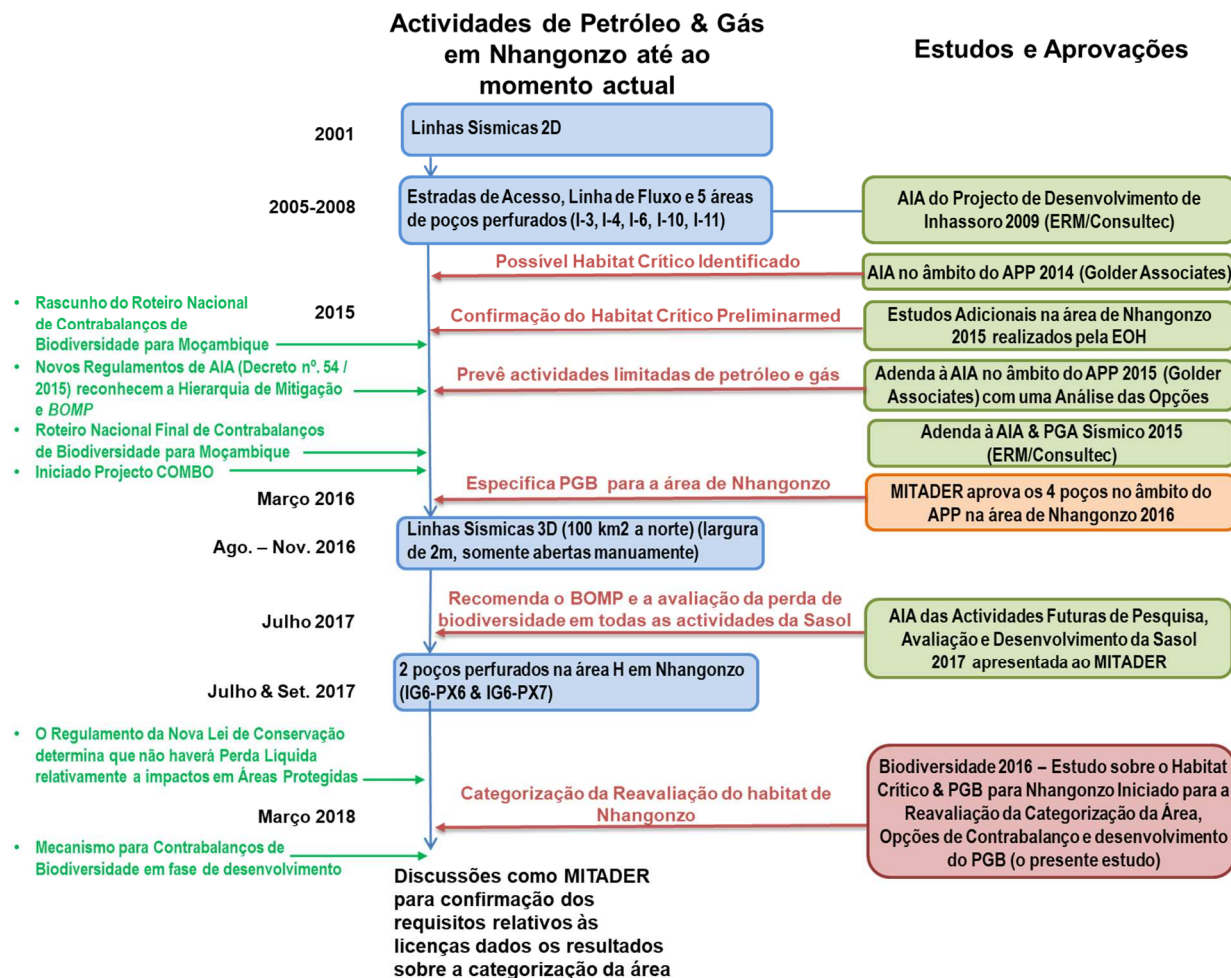 Actividades de Petróleo & Gás
em Nhangonzo até ao
momento actual
Estudos e Aprovações
2001
Linhas Sísmicas 2D
2005-2008
Estradas de Acesso, Linha de Fluxo e 5 áreas
de poços perfurados (I-3, I-4, I-6, I-10, I-11)
AIA do Projecto de Desenvolvimento de
Inhassoro 2009 (ERM/Consultec)
Possível Habitat Crítico Identificado
AIA no âmbito do APP 2014 (Golder Associates)
• Rascunho do Roteiro Nacional
de Contrabalanços de
Biodiversidade para Moçambique
2015
Confirmação do Habitat Crítico Preliminarmed
Estudos Adicionais na área de Nhangonzo
2015 realizados pela EOH
• Novos Regulamentos de AIA (Decreto nº. 54 /
2015) reconhecem a Hierarquia de Mitigação
e BOMP
Prevê actividades limitadas de petróleo e gás
Adenda à AIA no âmbito do APP 2015 (Golder
Associates) com uma Análise das Opções
• Roteiro Nacional Final de Contrabalanços
de Biodiversidade para Moçambique
• Iniciado Projecto COMBO
Adenda à AIA & PGA Sísmico 2015
(ERM/Consultec)
Março 2016
Especifica PGB para a área de Nhangonzo
MITADER aprova os 4 poços no âmbito do
APP na área de Nhangonzo 2016
Ago. – Nov. 2016
Linhas Sísmicas 3D (100 km2 a norte) (largura
de 2m, somente abertas manuamente)
Julho 2017
Recomenda o BOMP e a avaliação da perda de
biodiversidade em todas as actividades da Sasol
AIA das Actividades Futuras de Pesquisa,
Avaliação e Desenvolvimento da Sasol
2017 apresentada ao MITADER
Julho & Set. 2017
2 poços perfurados na área H em Nhangonzo
(IG6-PX6 & IG6-PX7)
• O Regulamento da Nova Lei de Conservação
determina que não haverá Perda Líquida
relativamente a impactos em Áreas Protegidas
Março 2018
Categorização da Reavaliação do habitat de
Nhangonzo
Biodiversidade 2016 – Estudo sobre o Habitat
Crítico & PGB para Nhangonzo Iniciado para a
Reavaliação da Categorização da Área,
Opções de Contrabalanço e desenvolvimento
do PGB (o presente estudo)
• Mecanismo para Contrabalanços de
Biodiversidade em fase de desenvolvimento
Discussões como MITADER
para confirmação dos
requisitos relativos às
licenças dados os resultados
sobre a categorização da área